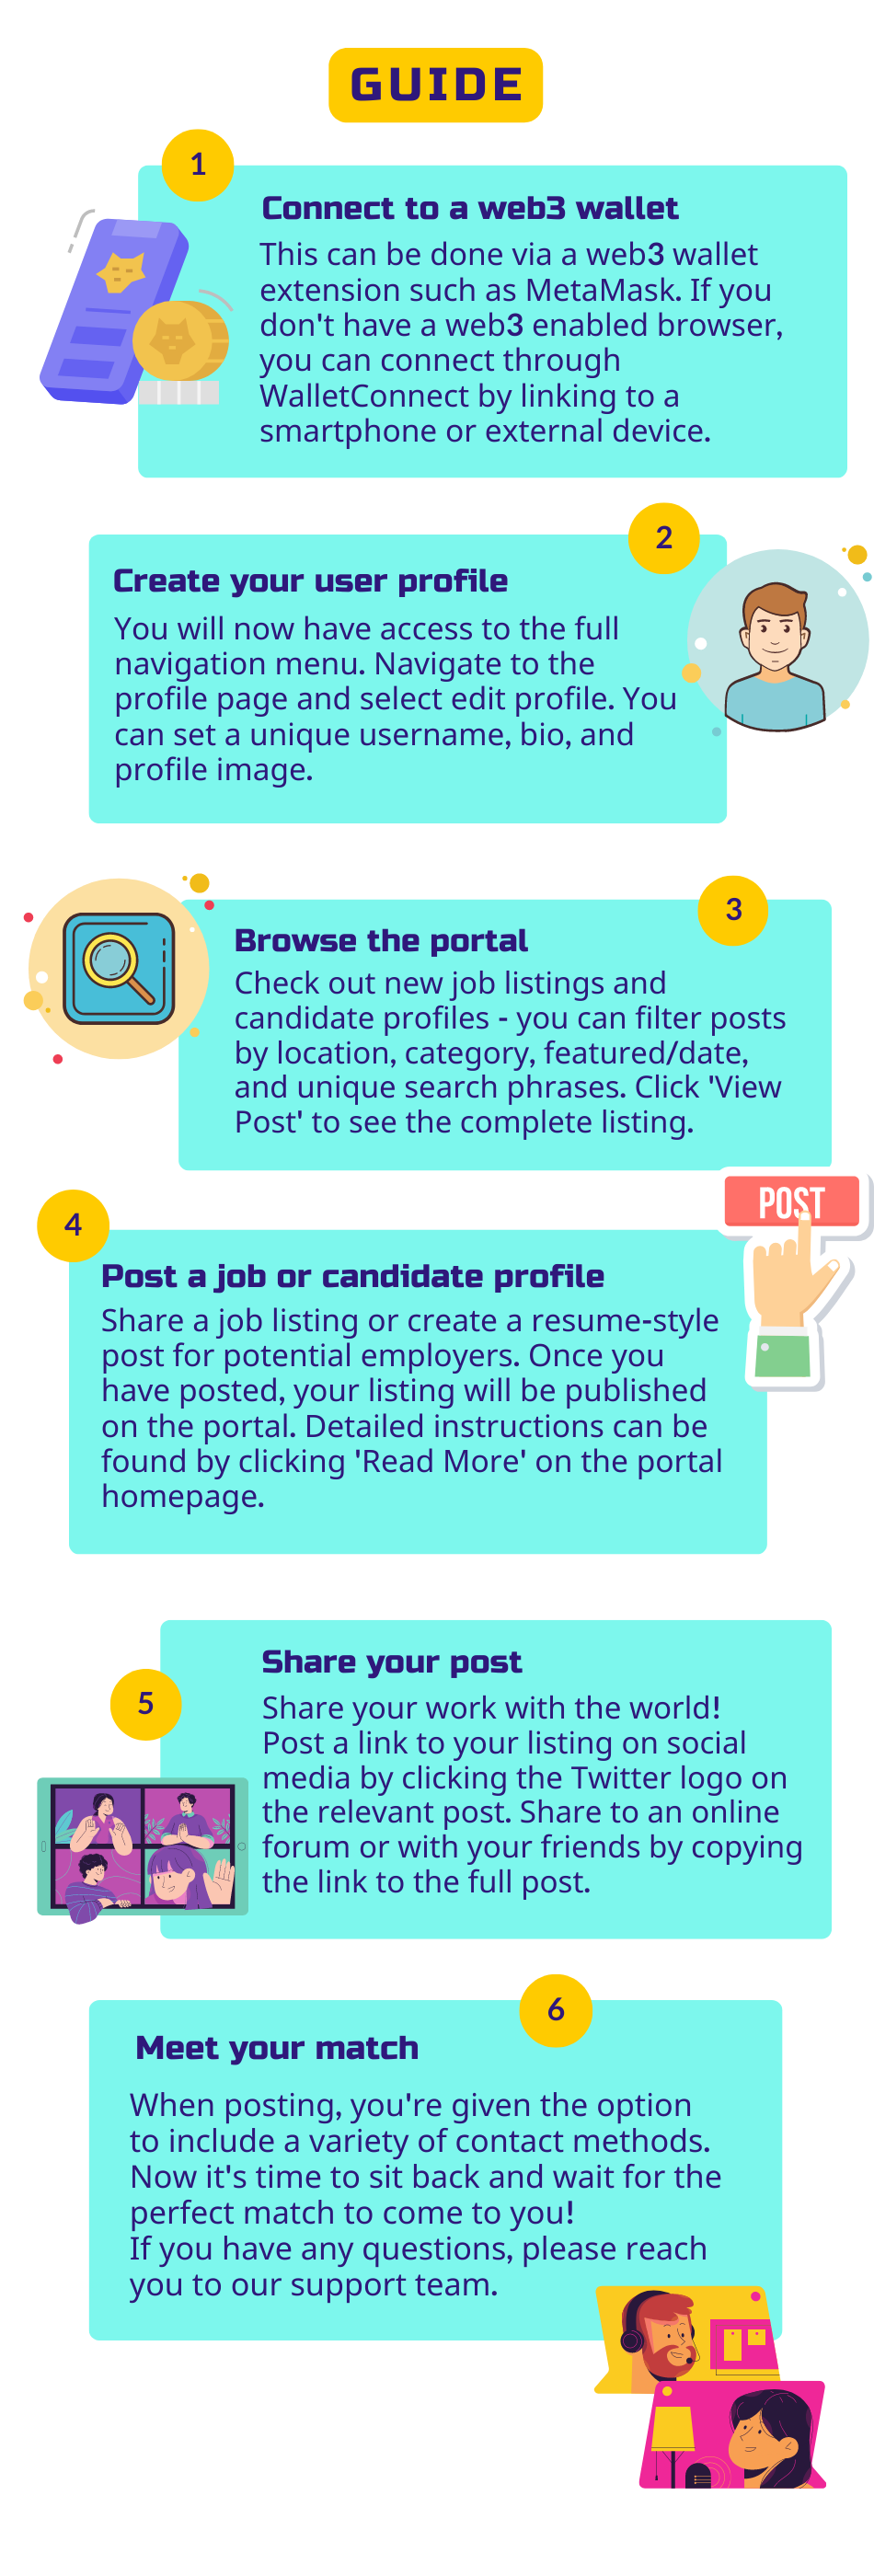 GUIDE
1
Connect to a web3 wallet
This can be done via a web3 wallet
extension such as MetaMask. If you
don't have a web3 enabled browser,
you can connect through
WalletConnect by linking to a
smartphone or external device.
2
Create your user profile
You will now have access to the full
navigation menu. Navigate to the
profile page and select edit profile. You
can set a unique username, bio, and
profile image.
3
Browse the portal
Check out new job listings and
candidate profiles - you can filter posts
by location, category, featured/date,
and unique search phrases. Click 'View
Post' to see the complete listing.
POST
4
Post a job or candidate profile
Share a job listing or create a resume-style
post for potential employers. Once you
have posted, your listing will be published
on the portal. Detailed instructions can be
found by clicking 'Read More' on the portal
homepage.
5
Share your post
Share your work with the world!
Post a link to your listing on social
media by clicking the Twitter logo on
the relevant post. Share to an online
forum or with your friends by copying
the link to the full post.
6
Meet your match
When posting, you're given the option
to include a variety of contact methods.
Now it's time to sit back and wait for the
perfect match to come to you!
If you have any questions, please reach
you to our support team.